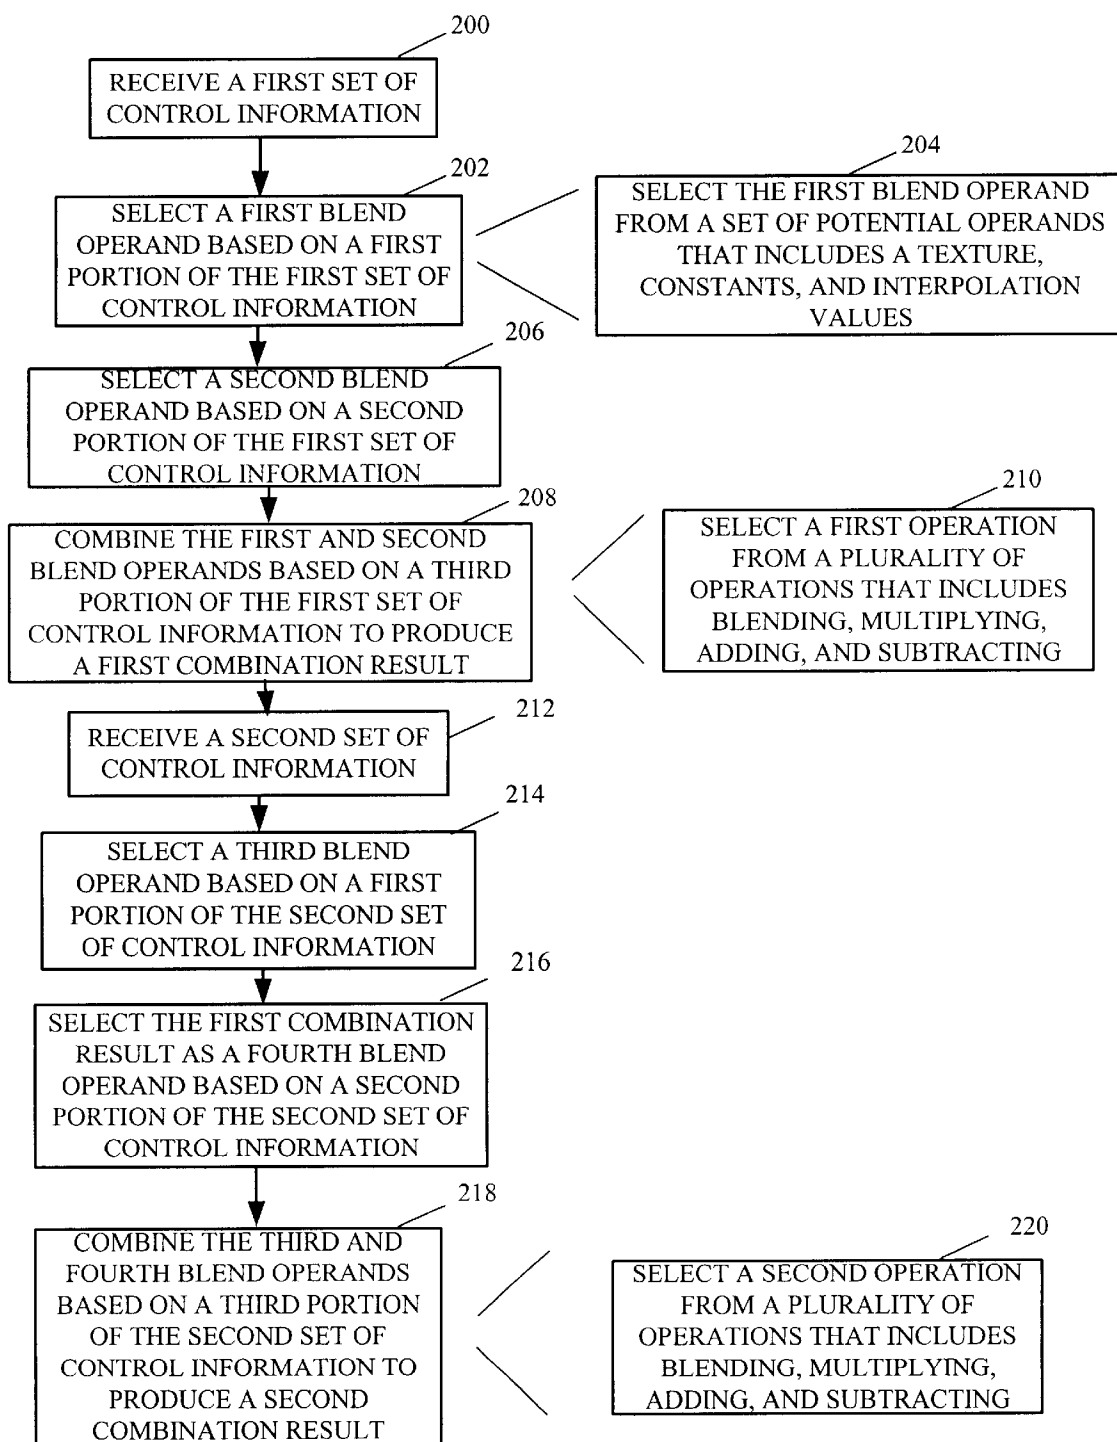 200
RECEIVE A FIRST SET OF
CONTROL INFORMATION
202
SELECT A FIRST BLEND
OPERAND BASED ON A FIRST
PORTION OF THE FIRST SET OF
CONTROL INFORMATION
204
SELECT THE FIRST BLEND OPERAND
FROM A SET OF POTENTIAL OPERANDS
THAT INCLUDES A TEXTURE,
CONSTANTS, AND INTERPOLATION
VALUES
206
SELECT A SECOND BLEND
OPERAND BASED ON A SECOND
PORTION OF THE FIRST SET OF
CONTROL INFORMATION
208
COMBINE THE FIRST AND SECOND
BLEND OPERANDS BASED ON A THIRD
PORTION OF THE FIRST SET OF
CONTROL INFORMATION TO PRODUCE
A FIRST COMBINATION RESULT
210
SELECT A FIRST OPERATION
FROM A PLURALITY OF
OPERATIONS THAT INCLUDES
BLENDING, MULTIPLYING,
ADDING, AND SUBTRACTING
212
RECEIVE A SECOND SET OF
CONTROL INFORMATION
214
SELECT A THIRD BLEND
OPERAND BASED ON A FIRST
PORTION OF THE SECOND SET
OF CONTROL INFORMATION
216
SELECT THE FIRST COMBINATION
RESULT AS A FOURTH BLEND
OPERAND BASED ON A SECOND
PORTION OF THE SECOND SET OF
CONTROL INFORMATION
218
COMBINE THE THIRD AND
FOURTH BLEND OPERANDS
BASED ON A THIRD PORTION
OF THE SECOND SET OF
CONTROL INFORMATION TO
PRODUCE A SECOND
COMBINATION RESULT
220
SELECT A SECOND OPERATION
FROM A PLURALITY OF
OPERATIONS THAT INCLUDES
BLENDING, MULTIPLYING,
ADDING, AND SUBTRACTING